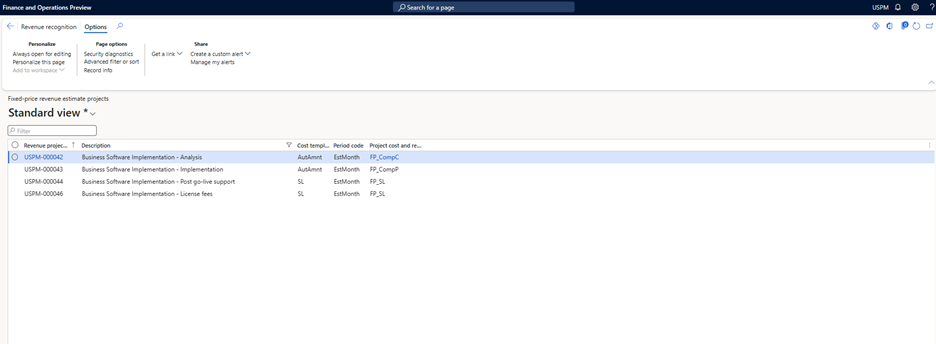 Finance and Operations Preview
Search for a page
USPM
?
Revenue recognition
Options
Personalize
Always open for editing
Personalize this page
Add to workspace
Page options
Security diagnostics
Advanced filter or sort
Record info
Get a link
Share
Create a custom alert
Manage my alerts
Fixed-price revenue estimate projects
Standard view *
Filter
Revenue projec... Description Cost templ... Period code Project cost and re...
USPM-000042 Business Software Implementation - Analysis AutAmnt EstMonth FP_CompC
USPM-000043 Business Software Implementation - Implementation AutAmnt EstMonth FP_CompP
USPM-000044 Business Software Implementation - Post go-live support SL EstMonth FP_SL
USPM-000046 Business Software Implementation - License fees SL EstMonth FP_SL